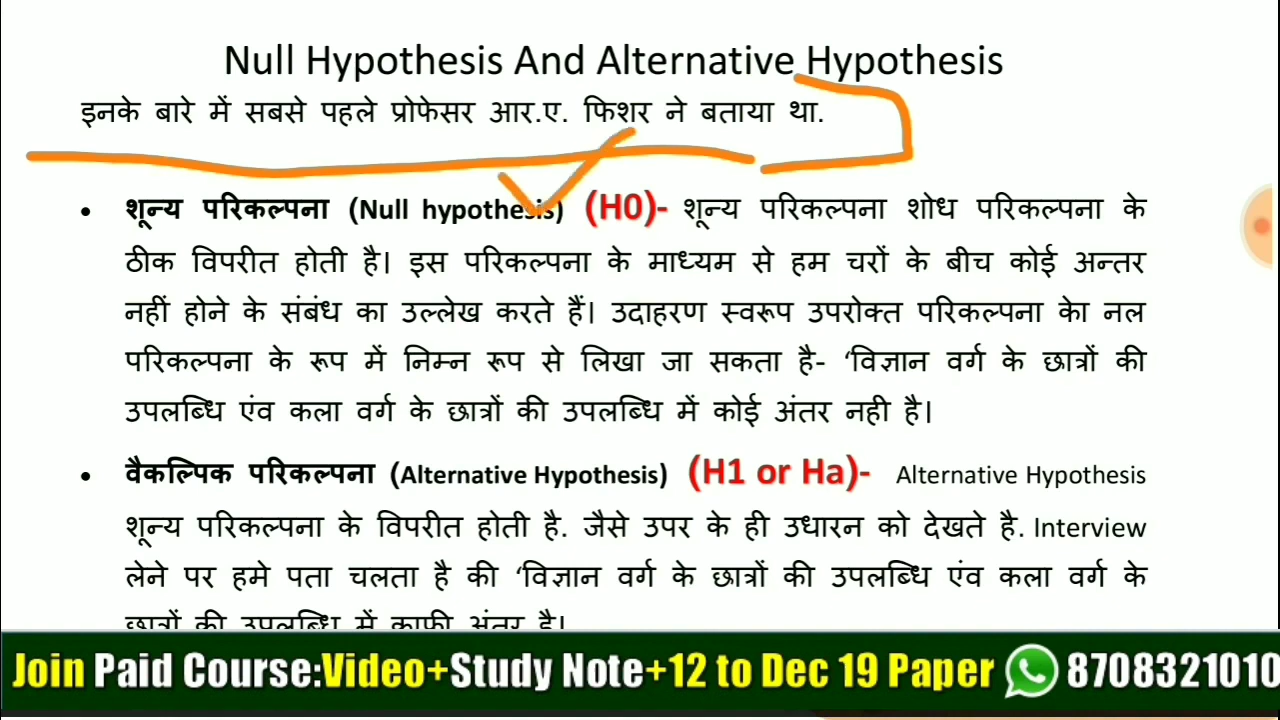 Null Hypothesis And Alternative Hypothesis
इनके बारे में सबसे पहले प्रोफेसर आर.ए. फिशर ने बताया था.
• शून्य परिकल्पना (Null hypothesis) (H0)- शून्य परिकल्पना शोध परिकल्पना के
ठीक विपरीत होती है। इस परिकल्पना के माध्यम से हम चरों के बीच कोई अन्तर
नहीं होने के संबंध का उल्लेख करते हैं। उदाहरण स्वरूप उपरोक्त परिकल्पना केा नल
परिकल्पना के रूप में निम्न रूप से लिखा जा सकता है- ‘विज्ञान वर्ग के छात्रों की
उपलब्धि एंव कला वर्ग के छात्रों की उपलब्धि में कोई अंतर नही है।
• वैकल्पिक परिकल्पना (Alternative Hypothesis) (H1 or Ha)- Alternative Hypothesis
शून्य परिकल्पना के विपरीत होती है. जैसे उपर के ही उधारन को देखते है. Interview
लेने पर हमे पता चलता है की ‘विज्ञान वर्ग के छात्रों की उपलब्धि एंव कला वर्ग के
छात्रों की उपलब्धि में काफी अंतर है।
Join Paid Course:Video+Study Note+12 to Dec 19 Paper 8708321010